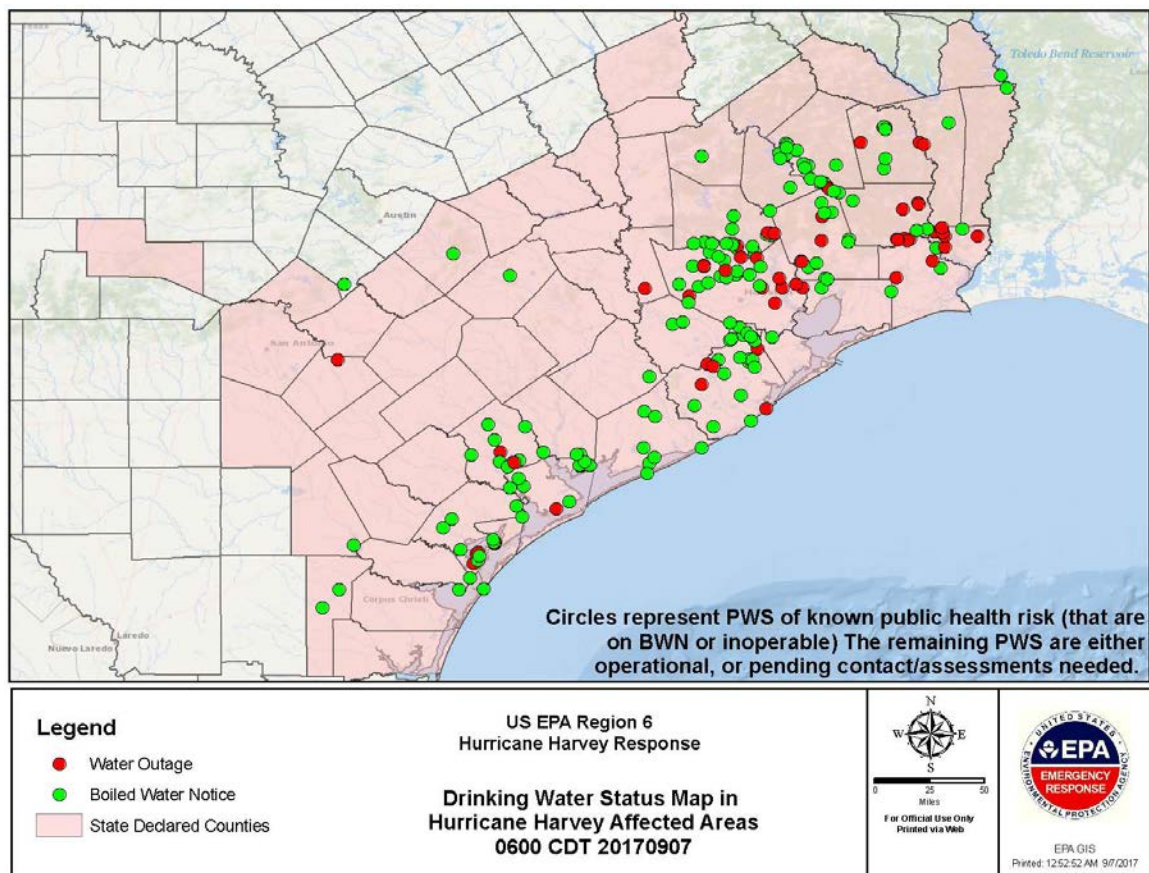 Toledo Bend Reservoir
Austin
San Antonio
Corpus Christi
Laredo
Nuevo Laredo
Circles represent PWS of known public health risk (that are
on BWN or inoperable) The remaining PWS are either
operational, or pending contact/assessments needed.
Legend
Water Outage
Boiled Water Notice
State Declared Counties
US EPA Region 6
Hurricane Harvey Response
Drinking Water Status Map in
Hurricane Harvey Affected Areas
0600 CDT 20170907
N
W
E
S
0
25
50
Miles
For Official Use Only
Printed via Web
UNITED STATES
EPA
EMERGENCY
RESPONSE
ENVIRONMENTAL PROTECTION AGENCY
EPA GIS
Printed: 12:52:52 AM 9/7/2017